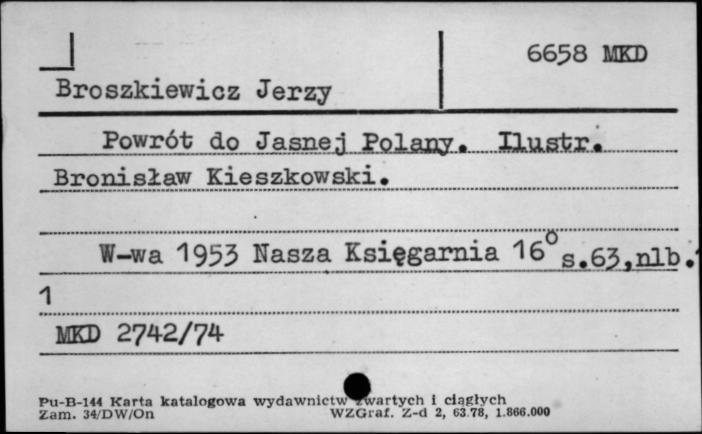 6658 MKD
Broszkiewicz Jerzy
Powrót do Jasnej Polany. Ilustr.
Bronisław Kieszkowski.
W-wa 1953 Nasza Księgarnia 16° s.63,nlb.
1
MKD 2742/74
Pu-B-144 Karta katalogowa wydawnictw zwartych i ciągłych
Zam. 34/DW/On WZGraf. Z-d 2, 63.78, 1.866.000